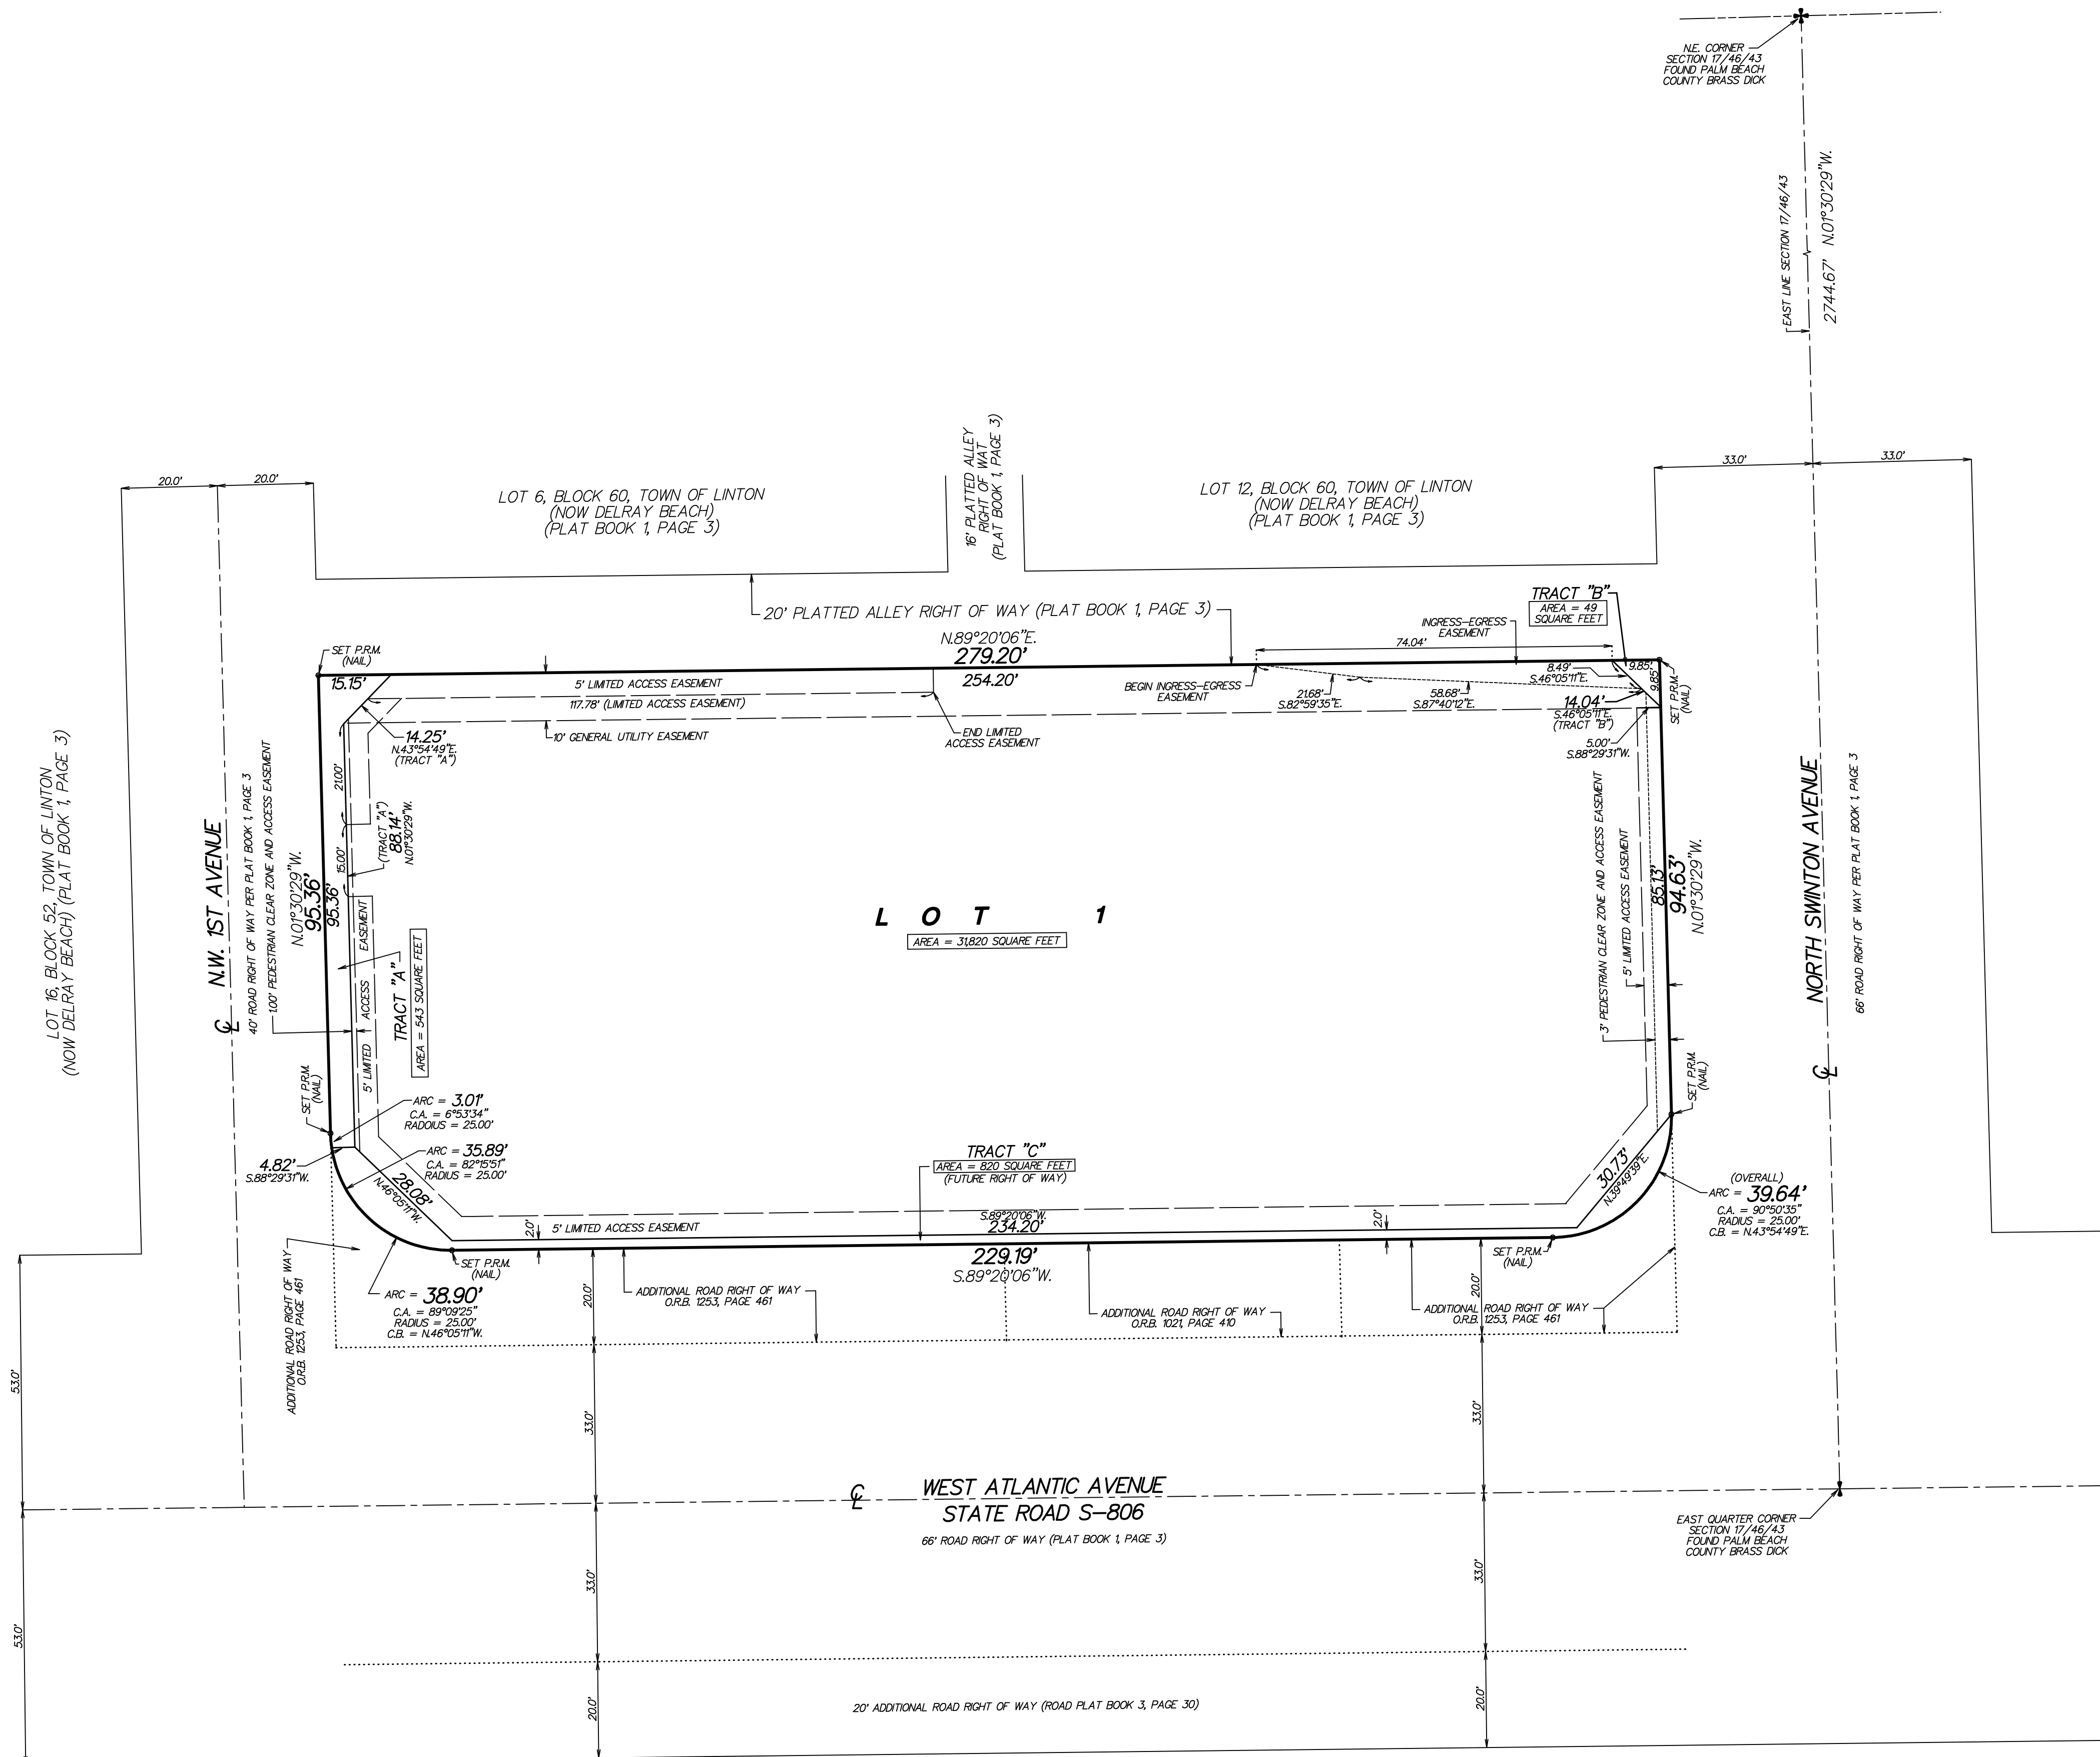 N.E. CORNER
SECTION 17/46/43
FOUND PALM BEACH
COUNTY BRASS DICK
EAST LINE SECTION 17/46/43
2744.67' N.01°30'29"W.
20.0'
20.0'
33.0'
33.0'
LOT 6, BLOCK 60, TOWN OF LINTON
(NOW DELRAY BEACH)
(PLAT BOOK 1, PAGE 3)
16' PLATTED ALLEY
RIGHT OF WAT
(PLAT BOOK 1, PAGE 3)
LOT 12, BLOCK 60, TOWN OF LINTON
(NOW DELRAY BEACH)
(PLAT BOOK 1, PAGE 3)
20' PLATTED ALLEY RIGHT OF WAY (PLAT BOOK 1, PAGE 3)
TRACT "B"
AREA = 49
SQUARE FEET
INGRESS-EGRESS
EASEMENT
74.04'
N.89°20'06"E.
279.20'
254.20'
SET P.R.M.
(NAIL)
15.15'
5' LIMITED ACCESS EASEMENT
117.78' (LIMITED ACCESS EASEMENT)
10' GENERAL UTILITY EASEMENT
END LIMITED
ACCESS EASEMENT
BEGIN INGRESS-EGRESS
EASEMENT
21.68'
S.82°59'35"E.
58.68'
S.87°40'12"E.
8.49'
S.46°05'11"E.
9.85'
9.85'
SET P.R.M.
(NAIL)
14.04'
S.46°05'11"E.
(TRACT "B")
5.00'
S.88°29'31"W.
14.25'
N.43°54'49"E.
(TRACT "A")
21.00'
15.00'
(TRACT "A")
88.14'
N.01°30'29"W.
LOT 16, BLOCK 52, TOWN OF LINTON
(NOW DELRAY BEACH) (PLAT BOOK 1, PAGE 3)
N.W. 1ST AVENUE
CL
40' ROAD RIGHT OF WAY PER PLAT BOOK 1, PAGE 3
1.00' PEDESTRIAN CLEAR ZONE AND ACCESS EASEMENT
N.01°30'29"W.
95.36'
95.36'
5' LIMITED ACCESS EASEMENT
TRACT "A"
AREA = 543 SQUARE FEET
LOT 1
AREA = 31,820 SQUARE FEET
3' PEDESTRIAN CLEAR ZONE AND ACCESS EASEMENT
5' LIMITED ACCESS EASEMENT
85.13'
94.63'
N.01°30'29"W.
NORTH SWINTON AVENUE
CL
66' ROAD RIGHT OF WAY PER PLAT BOOK 1, PAGE 3
SET P.R.M.
(NAIL)
SET P.R.M.
(NAIL)
ARC = 3.01'
C.A. = 6°53'34"
RADOIUS = 25.00'
ARC = 35.89'
C.A. = 82°15'51"
RADIUS = 25.00'
4.82'
S.88°29'31"W.
28.08'
N.46°05'11"W.
TRACT "C"
AREA = 820 SQUARE FEET
(FUTURE RIGHT OF WAY)
30.73'
N.39°49'39"E.
(OVERALL)
ARC = 39.64'
C.A. = 90°50'35"
RADIUS = 25.00'
C.B. = N.43°54'49"E.
2.0'
5' LIMITED ACCESS EASEMENT
S.89°20'06"W.
234.20'
2.0'
229.19'
S.89°20'06"W.
SET P.R.M.
(NAIL)
SET P.R.M.
(NAIL)
ADDITIONAL ROAD RIGHT OF WAY
O.R.B. 1253, PAGE 461
ARC = 38.90'
C.A. = 89°09'25"
RADIUS = 25.00'
C.B. = N.46°05'11"W.
20.0'
ADDITIONAL ROAD RIGHT OF WAY
O.R.B. 1253, PAGE 461
ADDITIONAL ROAD RIGHT OF WAY
O.R.B. 1021, PAGE 410
ADDITIONAL ROAD RIGHT OF WAY
O.R.B. 1253, PAGE 461
20.0'
53.0'
33.0'
33.0'
CL
WEST ATLANTIC AVENUE
STATE ROAD S-806
66' ROAD RIGHT OF WAY (PLAT BOOK 1, PAGE 3)
EAST QUARTER CORNER
SECTION 17/46/43
FOUND PALM BEACH
COUNTY BRASS DICK
53.0'
33.0'
33.0'
20.0'
20' ADDITIONAL ROAD RIGHT OF WAY (ROAD PLAT BOOK 3, PAGE 30)
20.0'